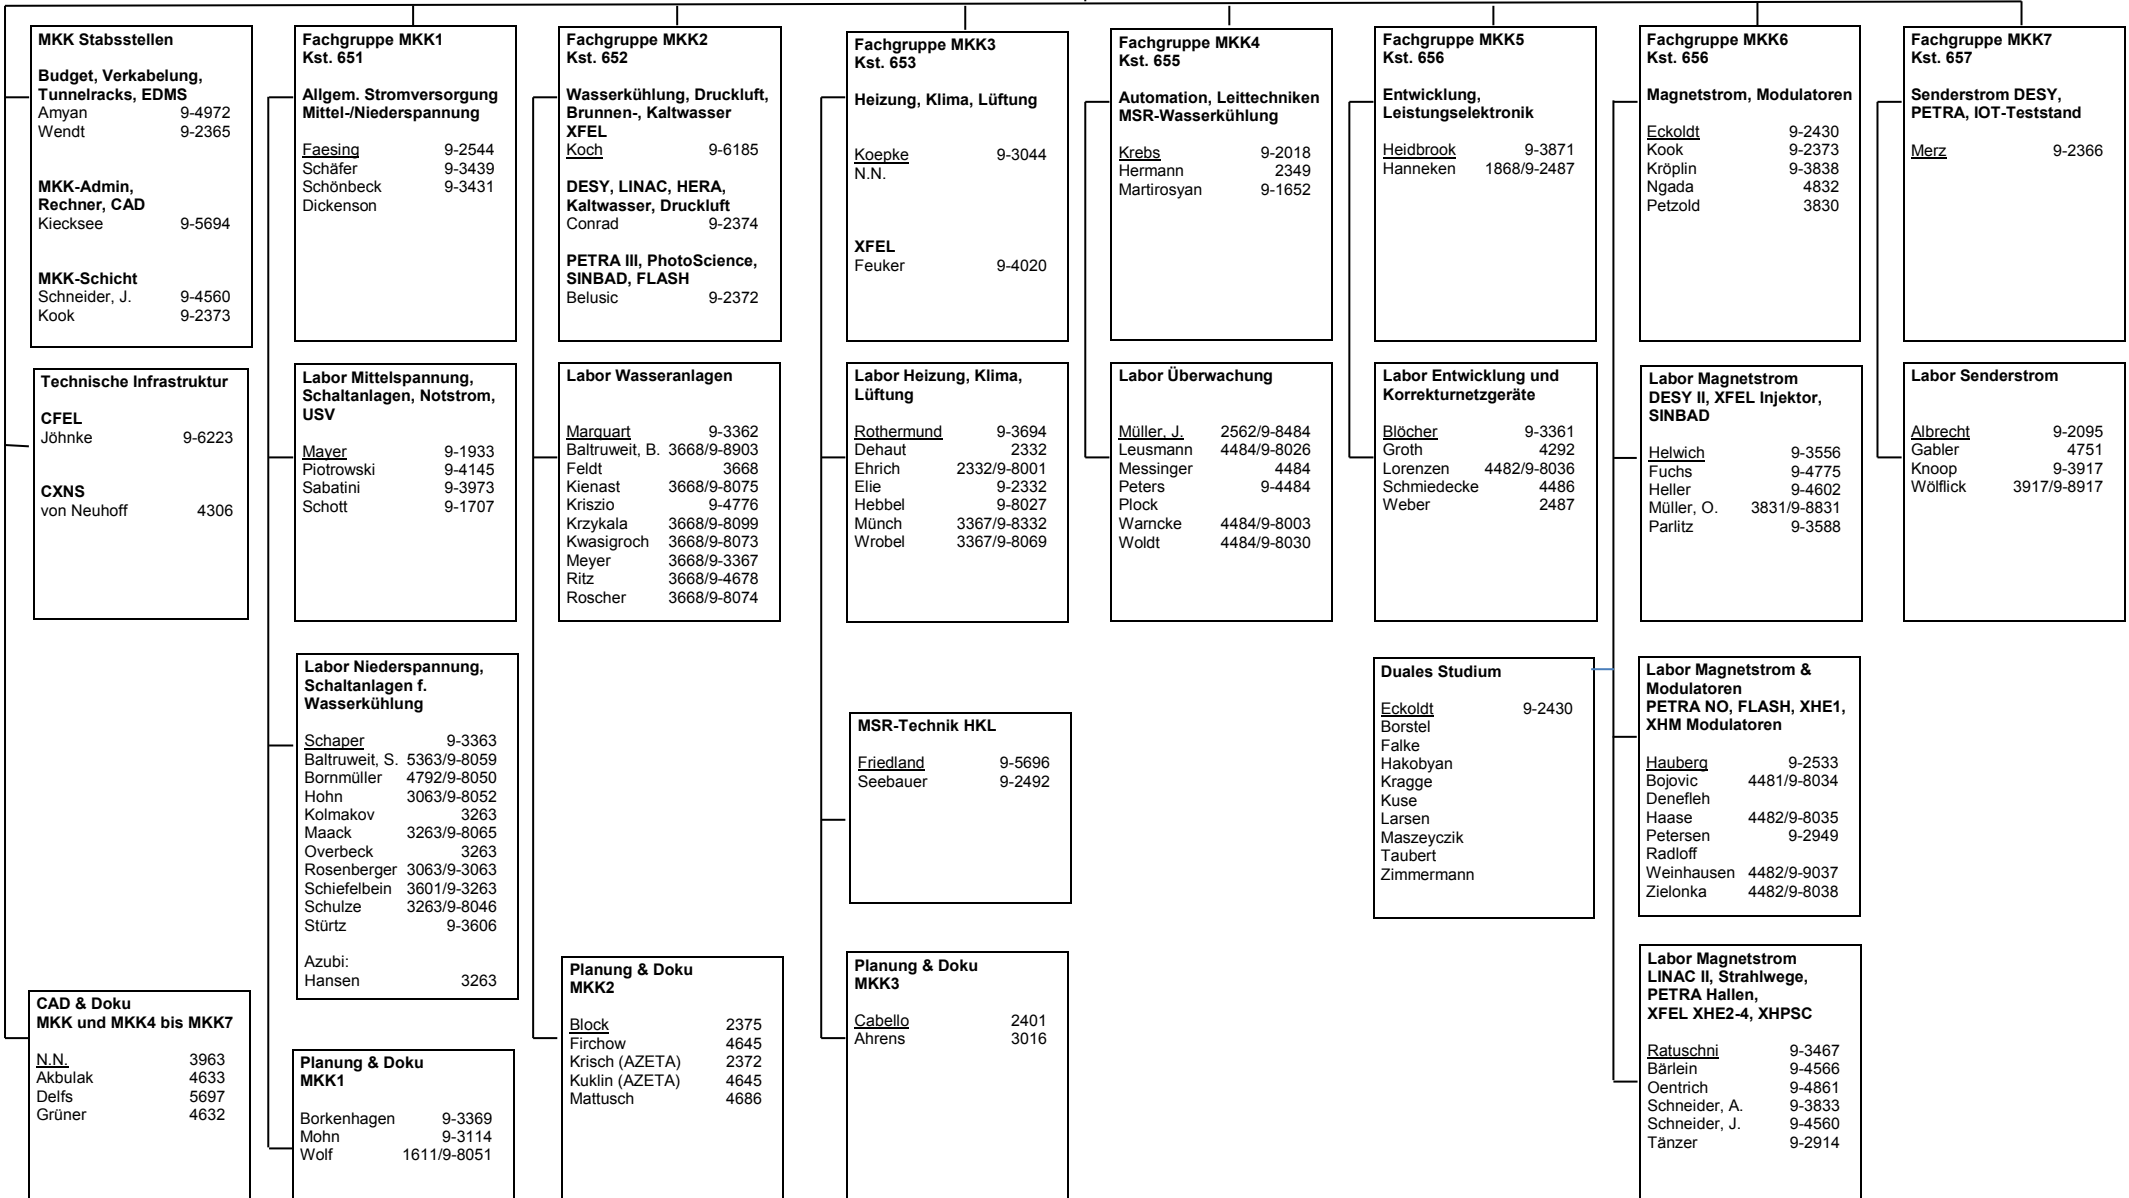 MKK Stabsstellen
Budget, Verkabelung,
Tunnelracks, EDMS
Amyan 9-4972
Wendt 9-2365
MKK-Admin,
Rechner, CAD
Kiecksee 9-5694
MKK-Schicht
Schneider, J. 9-4560
Kook 9-2373
Technische Infrastruktur
CFEL
Jöhnke 9-6223
CXNS
von Neuhoff 4306
CAD & Doku
MKK und MKK4 bis MKK7
N.N. 3963
Akbulak 4633
Delfs 5697
Grüner 4632
Fachgruppe MKK1
Kst. 651
Allgem. Stromversorgung
Mittel-/Niederspannung
Faesing 9-2544
Schäfer 9-3439
Schönbeck 9-3431
Dickenson
Labor Mittelspannung,
Schaltanlagen, Notstrom,
USV
Mayer 9-1933
Piotrowski 9-4145
Sabatini 9-3973
Schott 9-1707
Labor Niederspannung,
Schaltanlagen f.
Wasserkühlung
Schaper 9-3363
Baltruweit, S. 5363/9-8059
Bornmüller 4792/9-8050
Hohn 3063/9-8052
Kolmakov 3263
Maack 3263/9-8065
Overbeck 3263
Rosenberger 3063/9-3063
Schiefelbein 3601/9-3263
Schulze 3263/9-8046
Stürtz 9-3606
Azubi:
Hansen 3263
Planung & Doku
MKK1
Borkenhagen 9-3369
Mohn 9-3114
Wolf 1611/9-8051
Fachgruppe MKK2
Kst. 652
Wasserkühlung, Druckluft,
Brunnen-, Kaltwasser
XFEL
Koch 9-6185
DESY, LINAC, HERA,
Kaltwasser, Druckluft
Conrad 9-2374
PETRA III, PhotoScience,
SINBAD, FLASH
Belusic 9-2372
Labor Wasseranlagen
Marquart 9-3362
Baltruweit, B. 3668/9-8903
Feldt 3668
Kienast 3668/9-8075
Kriszio 9-4776
Krzykala 3668/9-8099
Kwasigroch 3668/9-8073
Meyer 3668/9-3367
Ritz 3668/9-4678
Roscher 3668/9-8074
Planung & Doku
MKK2
Block 2375
Firchow 4645
Krisch (AZETA) 2372
Kuklin (AZETA) 4645
Mattusch 4686
Fachgruppe MKK3
Kst. 653
Heizung, Klima, Lüftung
Koepke 9-3044
N.N.
XFEL
Feuker 9-4020
Labor Heizung, Klima,
Lüftung
Rothermund 9-3694
Dehaut 2332
Ehrich 2332/9-8001
Elie 9-2332
Hebbel 9-8027
Münch 3367/9-8332
Wrobel 3367/9-8069
MSR-Technik HKL
Friedland 9-5696
Seebauer 9-2492
Planung & Doku
MKK3
Cabello 2401
Ahrens 3016
Fachgruppe MKK4
Kst. 655
Automation, Leittechniken
MSR-Wasserkühlung
Krebs 9-2018
Hermann 2349
Martirosyan 9-1652
Labor Überwachung
Müller, J. 2562/9-8484
Leusmann 4484/9-8026
Messinger 4484
Peters 9-4484
Plock
Warncke 4484/9-8003
Woldt 4484/9-8030
Fachgruppe MKK5
Kst. 656
Entwicklung,
Leistungselektronik
Heidbrook 9-3871
Hanneken 1868/9-2487
Labor Entwicklung und
Korrekturnetzgeräte
Blöcher 9-3361
Groth 4292
Lorenzen 4482/9-8036
Schmiedecke 4486
Weber 2487
Duales Studium
Eckoldt 9-2430
Borstel
Falke
Hakobyan
Kragge
Kuse
Larsen
Maszeyczik
Taubert
Zimmermann
Fachgruppe MKK6
Kst. 656
Magnetstrom, Modulatoren
Eckoldt 9-2430
Kook 9-2373
Kröplin 9-3838
Ngada 4832
Petzold 3830
Labor Magnetstrom
DESY II, XFEL Injektor,
SINBAD
Helwich 9-3556
Fuchs 9-4775
Heller 9-4602
Müller, O. 3831/9-8831
Parlitz 9-3588
Labor Magnetstrom &
Modulatoren
PETRA NO, FLASH, XHE1,
XHM Modulatoren
Hauberg 9-2533
Bojovic 4481/9-8034
Denefleh
Haase 4482/9-8035
Petersen 9-2949
Radloff
Weinhausen 4482/9-9037
Zielonka 4482/9-8038
Labor Magnetstrom
LINAC II, Strahlwege,
PETRA Hallen,
XFEL XHE2-4, XHPSC
Ratuschni 9-3467
Bärlein 9-4566
Oentrich 9-4861
Schneider, A. 9-3833
Schneider, J. 9-4560
Tänzer 9-2914
Fachgruppe MKK7
Kst. 657
Senderstrom DESY,
PETRA, IOT-Teststand
Merz 9-2366
Labor Senderstrom
Albrecht 9-2095
Gabler 4751
Knoop 9-3917
Wölflick 3917/9-8917